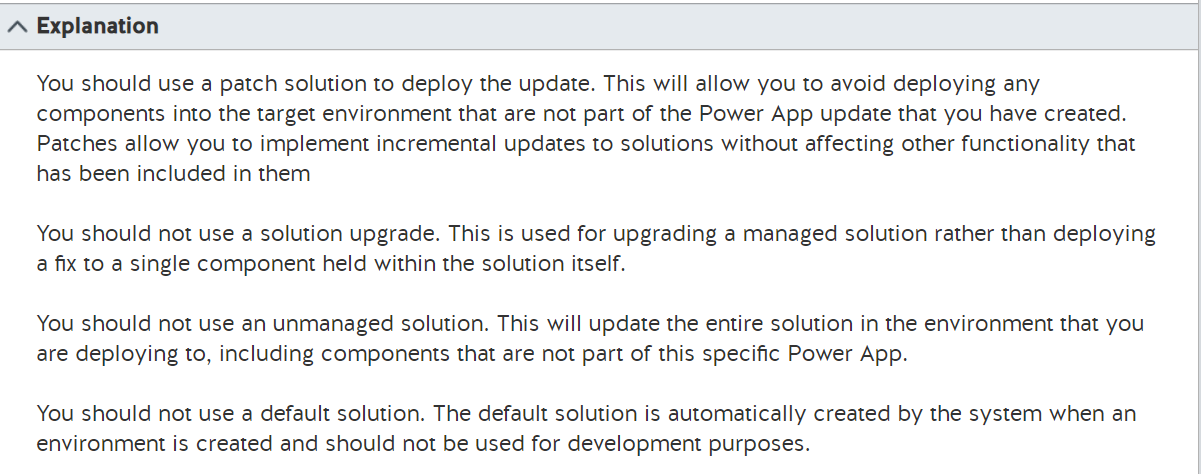 Explanation
You should use a patch solution to deploy the update. This will allow you to avoid deploying any
components into the target environment that are not part of the Power App update that you have created.
Patches allow you to implement incremental updates to solutions without affecting other functionality that
has been included in them
You should not use a solution upgrade. This is used for upgrading a managed solution rather than deploying
a fix to a single component held within the solution itself.
You should not use an unmanaged solution. This will update the entire solution in the environment that you
are deploying to, including components that are not part of this specific Power App.
You should not use a default solution. The default solution is automatically created by the system when an
environment is created and should not be used for development purposes.